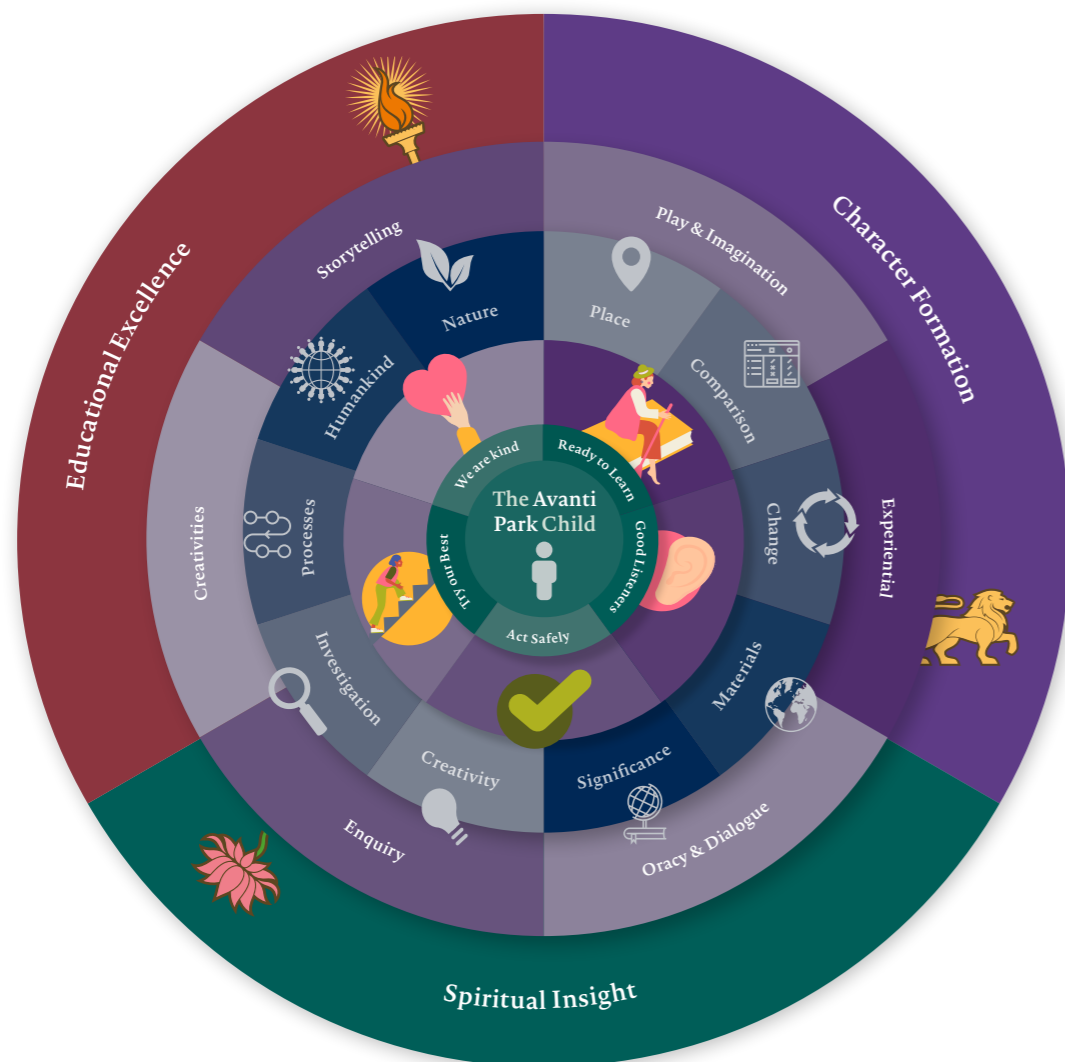 Educational Excellence
Character Formation
Spiritual Insight
Storytelling
Play & Imagination
Experiential
Oracy & Dialogue
Enquiry
Creativities
Nature
Place
Comparison
Change
Materials
Significance
Creativity
Investigation
Processes
Humankind
We are kind
Ready to Learn
Good Listeners
Act Safely
Try our Best
The Avanti
Park Child